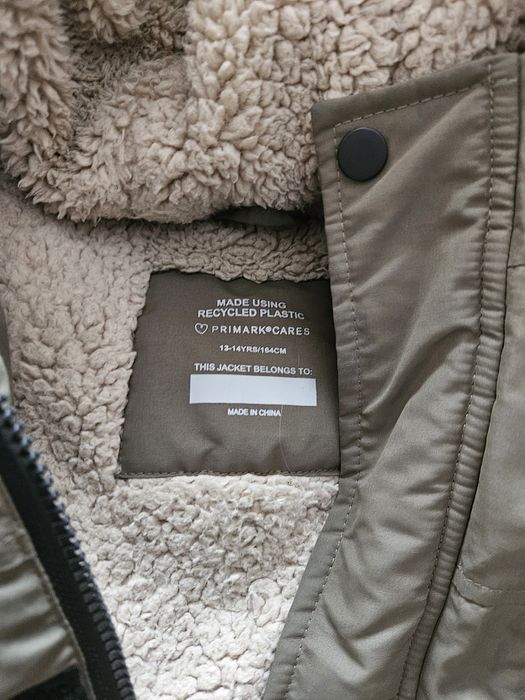 MADE USING
RECYCLED PLASTIC
PRIMARK®CARES
13-14YRS/164CM
THIS JACKET BELONGS TO:
MADE IN CHINA